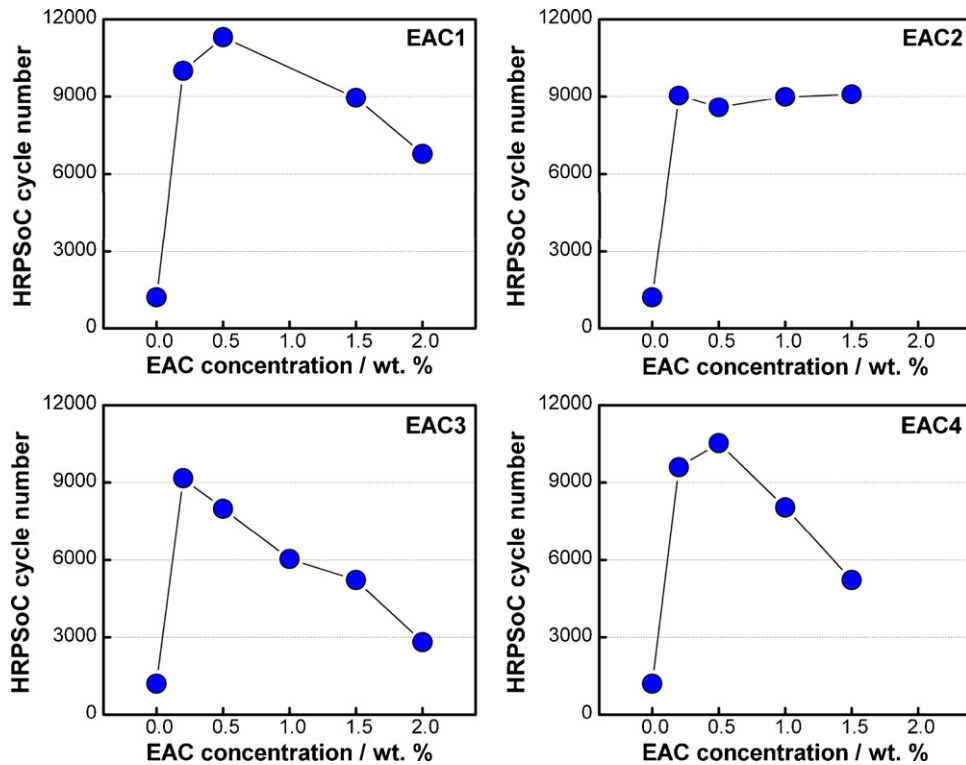 EAC1
12000
9000
6000
3000
0
HRPSoC cycle number
0.0 0.5 1.0 1.5 2.0
EAC concentration / wt. %
EAC2
12000
9000
6000
3000
0
HRPSoC cycle number
0.0 0.5 1.0 1.5 2.0
EAC concentration / wt. %
EAC3
12000
9000
6000
3000
0
HRPSoC cycle number
0.0 0.5 1.0 1.5 2.0
EAC concentration / wt. %
EAC4
12000
9000
6000
3000
0
HRPSoC cycle number
0.0 0.5 1.0 1.5 2.0
EAC concentration / wt. %